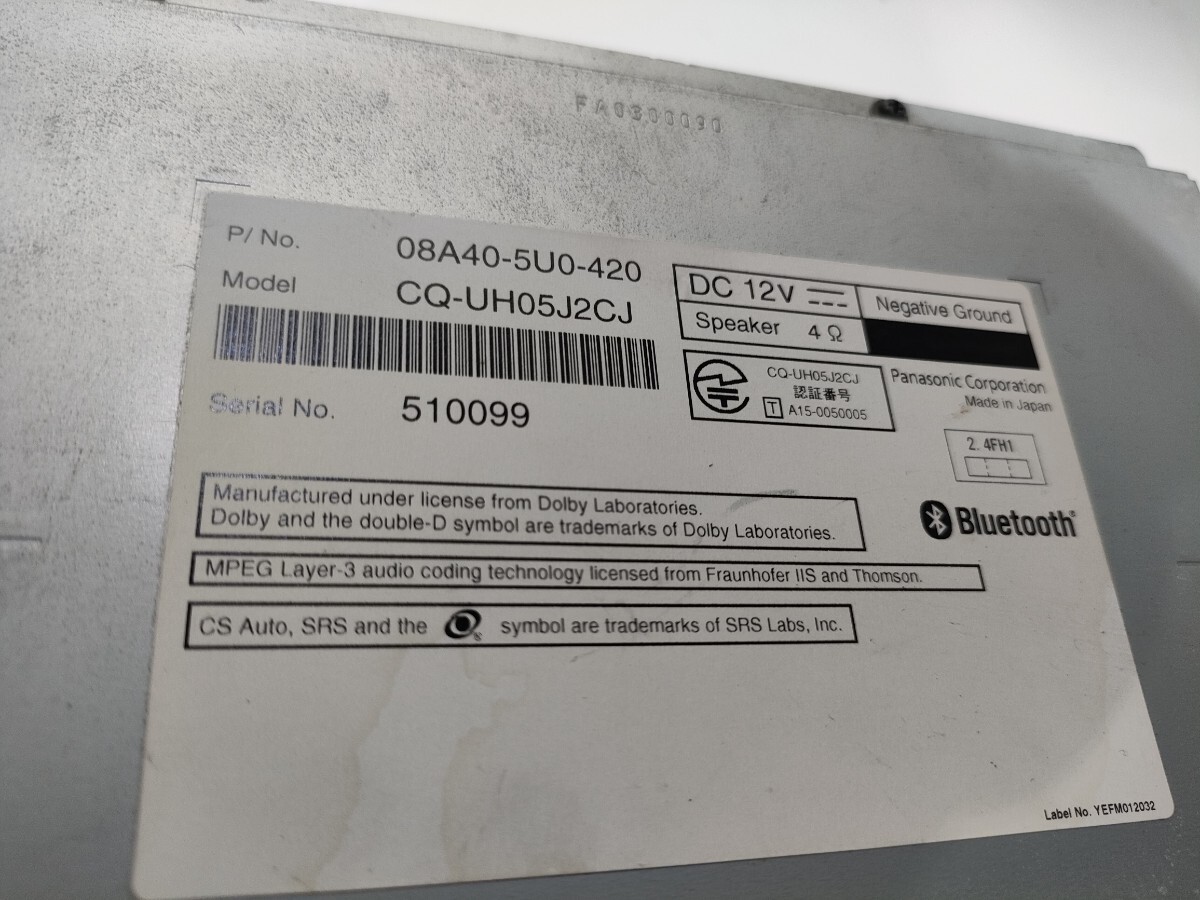 FA0300090
P/ No. 08A40-5U0-420
Model CQ-UH05J2CJ
Serial No. 510099
DC 12V
Negative Ground
Speaker 4 Ω
CQ-UH05J2CJ
認証番号
T A15-0050005
Panasonic Corporation
Made in Japan
2.4FH1
Bluetooth®
Manufactured under license from Dolby Laboratories.
Dolby and the double-D symbol are trademarks of Dolby Laboratories.
MPEG Layer-3 audio coding technology licensed from Fraunhofer IIS and Thomson.
CS Auto, SRS and the ® symbol are trademarks of SRS Labs, Inc.
Label No. YEFM012032